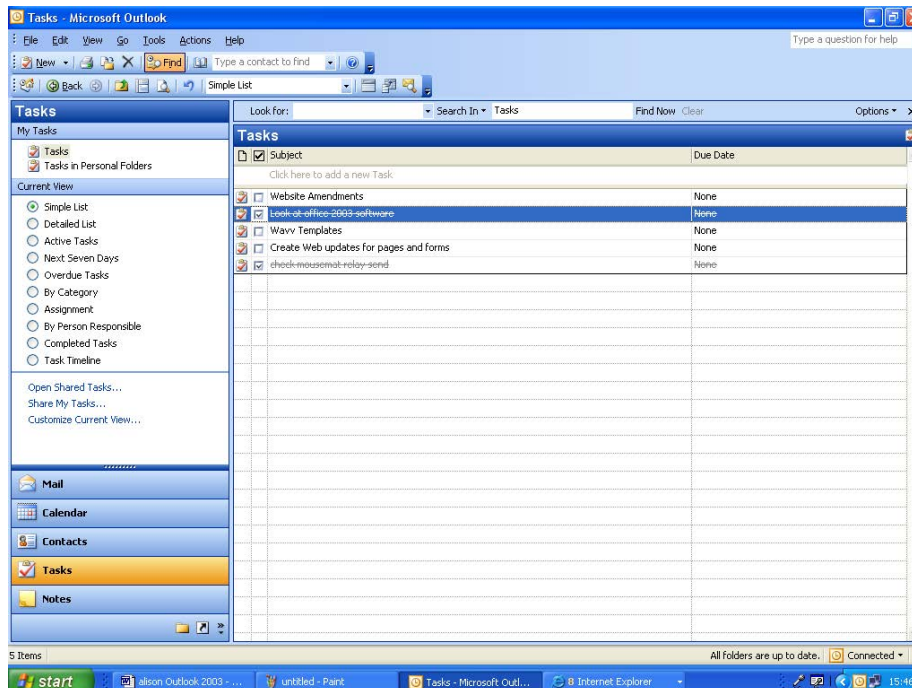 Tasks - Microsoft Outlook
File Edit View Go Tools Actions Help
Type a question for help
New Find Type a contact to find
Back Simple List
Tasks
My Tasks
Tasks
Tasks in Personal Folders
Current View
Simple List
Detailed List
Active Tasks
Next Seven Days
Overdue Tasks
By Category
Assignment
By Person Responsible
Completed Tasks
Task Timeline
Open Shared Tasks...
Share My Tasks...
Customize Current View...
Mail
Calendar
Contacts
Tasks
Notes
Look for: Search In Tasks Find Now Clear Options
Tasks
Subject Due Date
Click here to add a new Task
Website Amendments None
Look at office 2003 software None
Wavv Templates None
Create Web updates for pages and forms None
check mousemat relay send None
5 Items All folders are up to date. Connected
start alison Outlook 2003 - ... untitled - Paint Tasks - Microsoft Outl... 8 Internet Explorer 15:46